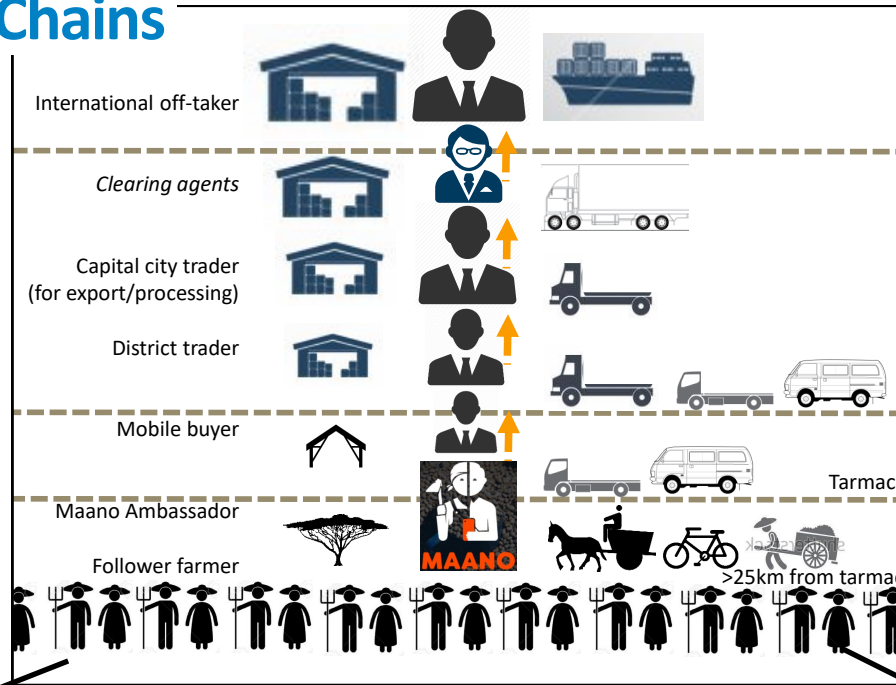 Chains
International off-taker
Clearing agents
Capital city trader
(for export/processing)
District trader
Mobile buyer
Tarmac
Maano Ambassador
MAANO
Follower farmer
>25km from tarmac